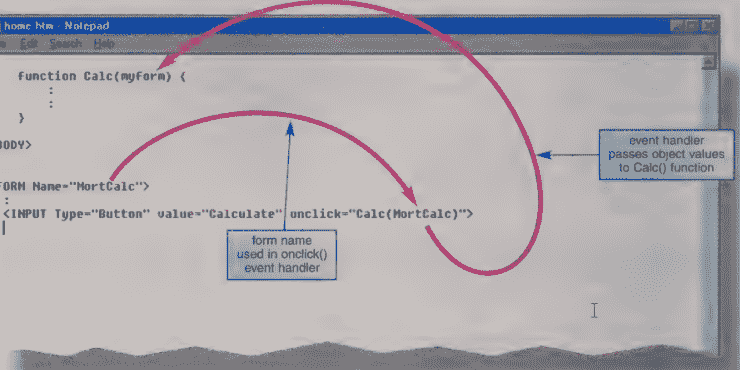 home.htm - Notepad
Edit Search Help
function Calc(myform) {
:
:
}
BODY>
FORM Name="MortCalc">
:
<INPUT Type="Button" value="Calculate" onclick="Calc(MortCalc)">
event handler
passes object values
to Calc() function
form name
used in onclick()
event handler